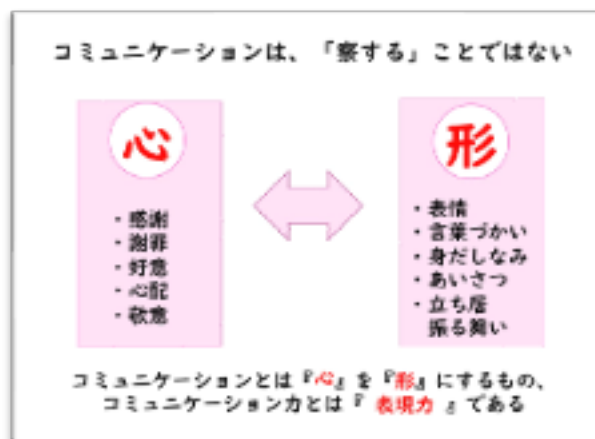 コミュニケーションは、「察する」ことではない
心
・感謝
・謝罪
・好意
・心配
・敬意
形
・表情
・言葉づかい
・身だしなみ
・あいさつ
・立ち居
振る舞い
コミュニケーションとは『心』を『形』にするもの、
コミュニケーション力とは『 表現力 』である